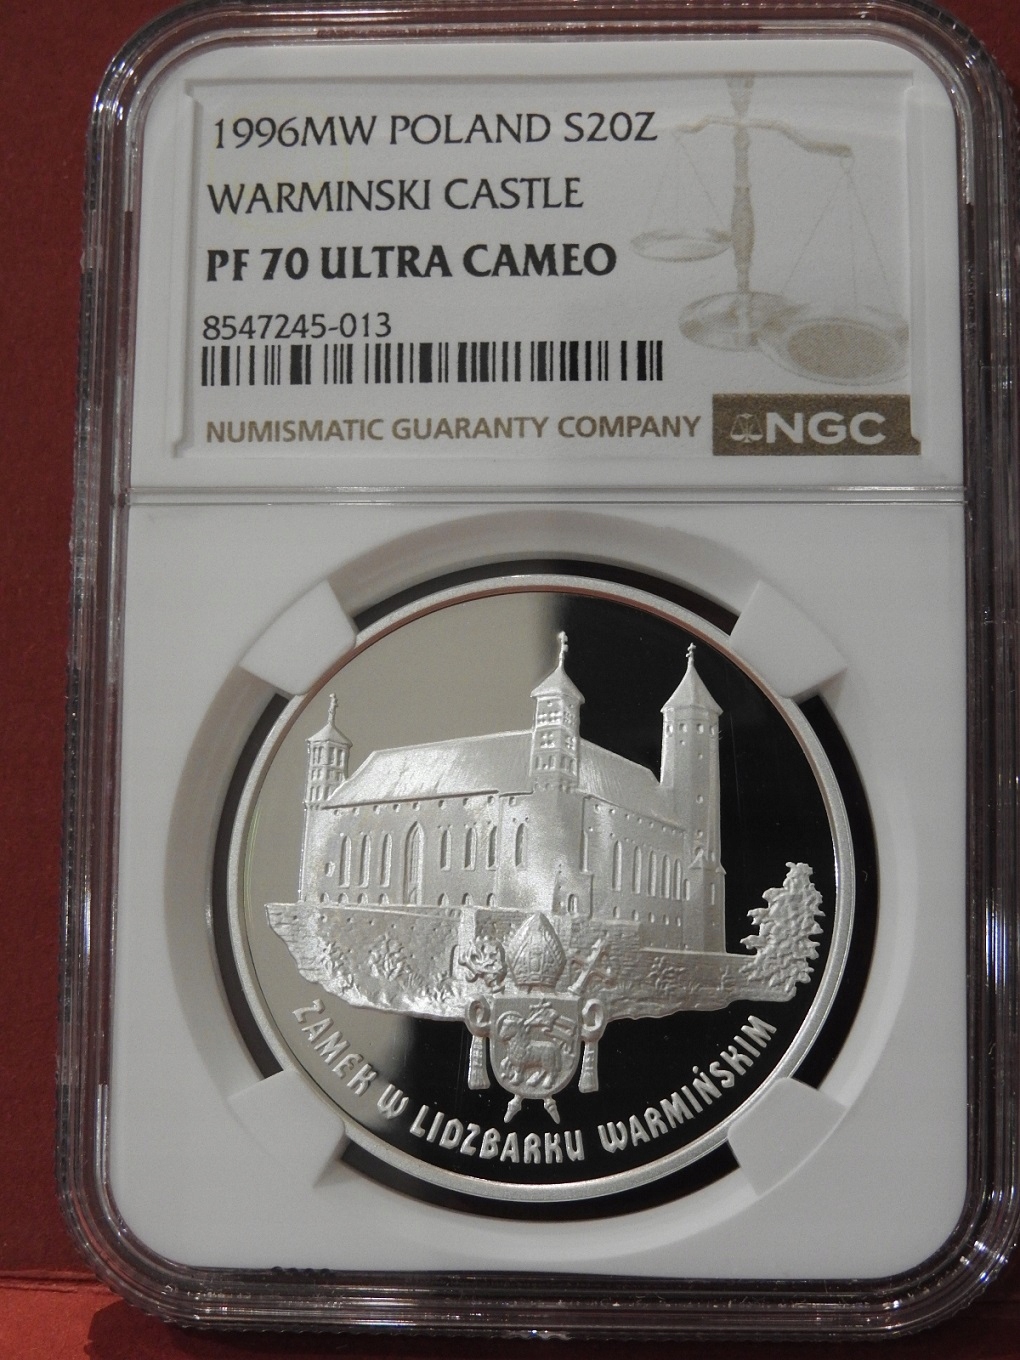 1996MW POLAND S20Z
WARMINSKI CASTLE
PF 70 ULTRA CAMEO
8547245-013
NUMISMATIC GUARANTY COMPANY NGC
ZAMEK W LIDZBARKU WARMIŃSKIM